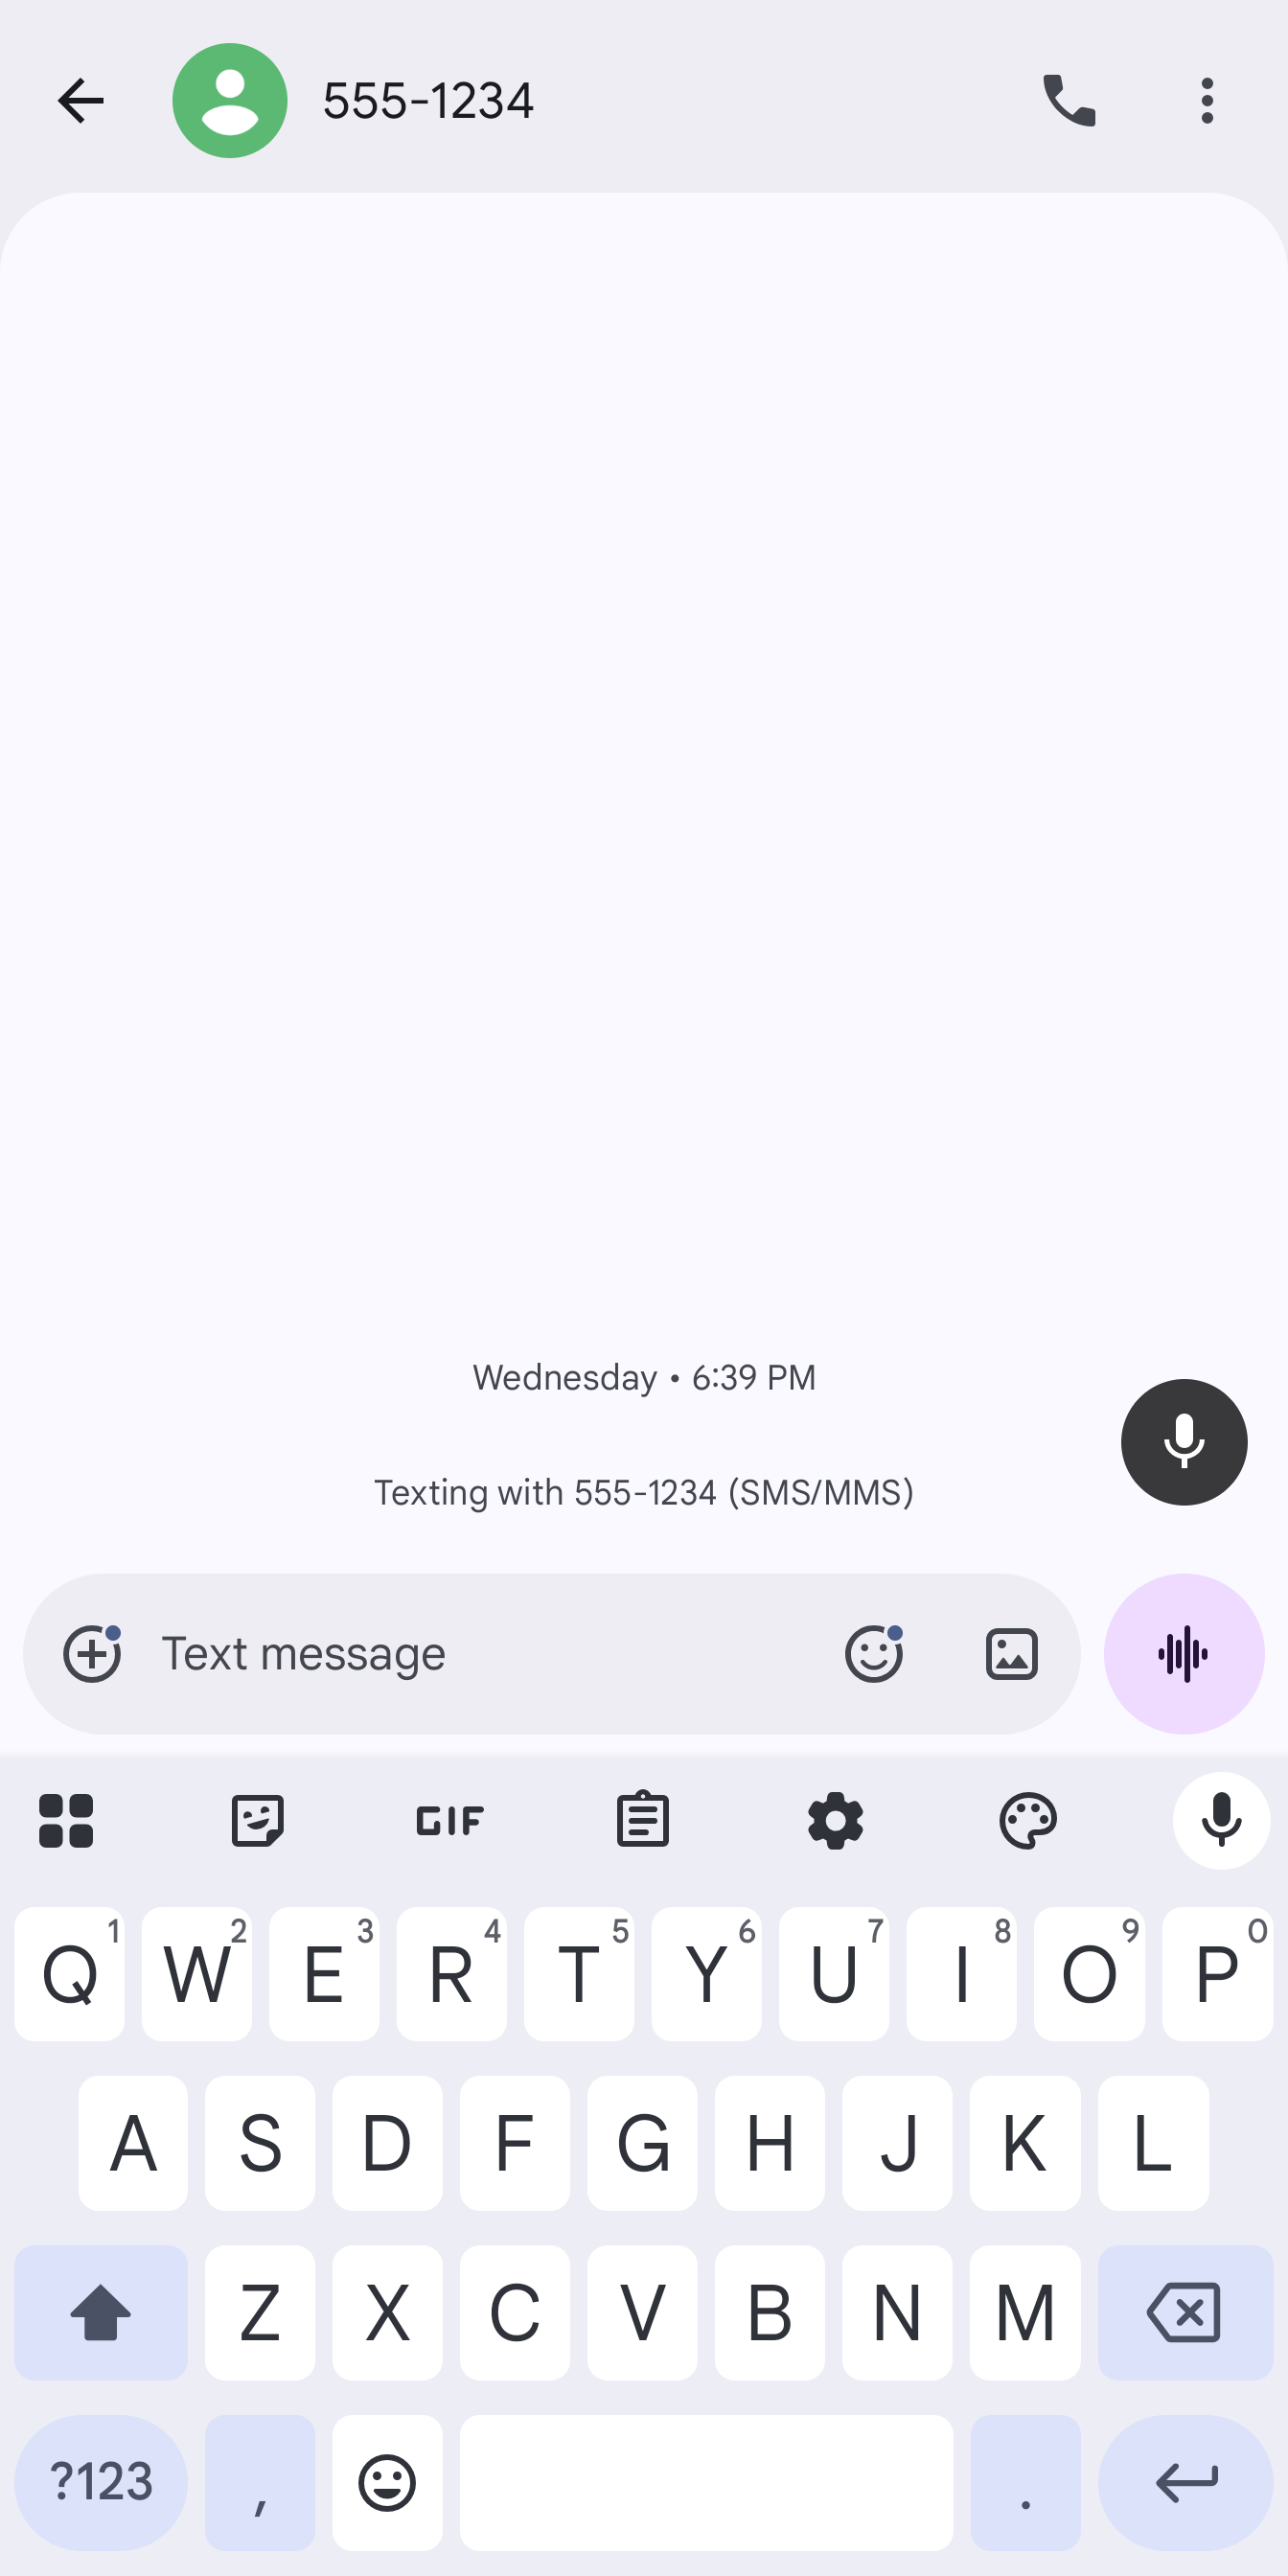 555-1234
Wednesday • 6:39 PM
Texting with 555-1234 (SMS/MMS)
Text message
GIF
Q 1 W 2 E 3 R 4 T 5 Y 6 U 7 I 8 O 9 P 0
A S D F G H J K L
Z X C V B N M
?123 , .